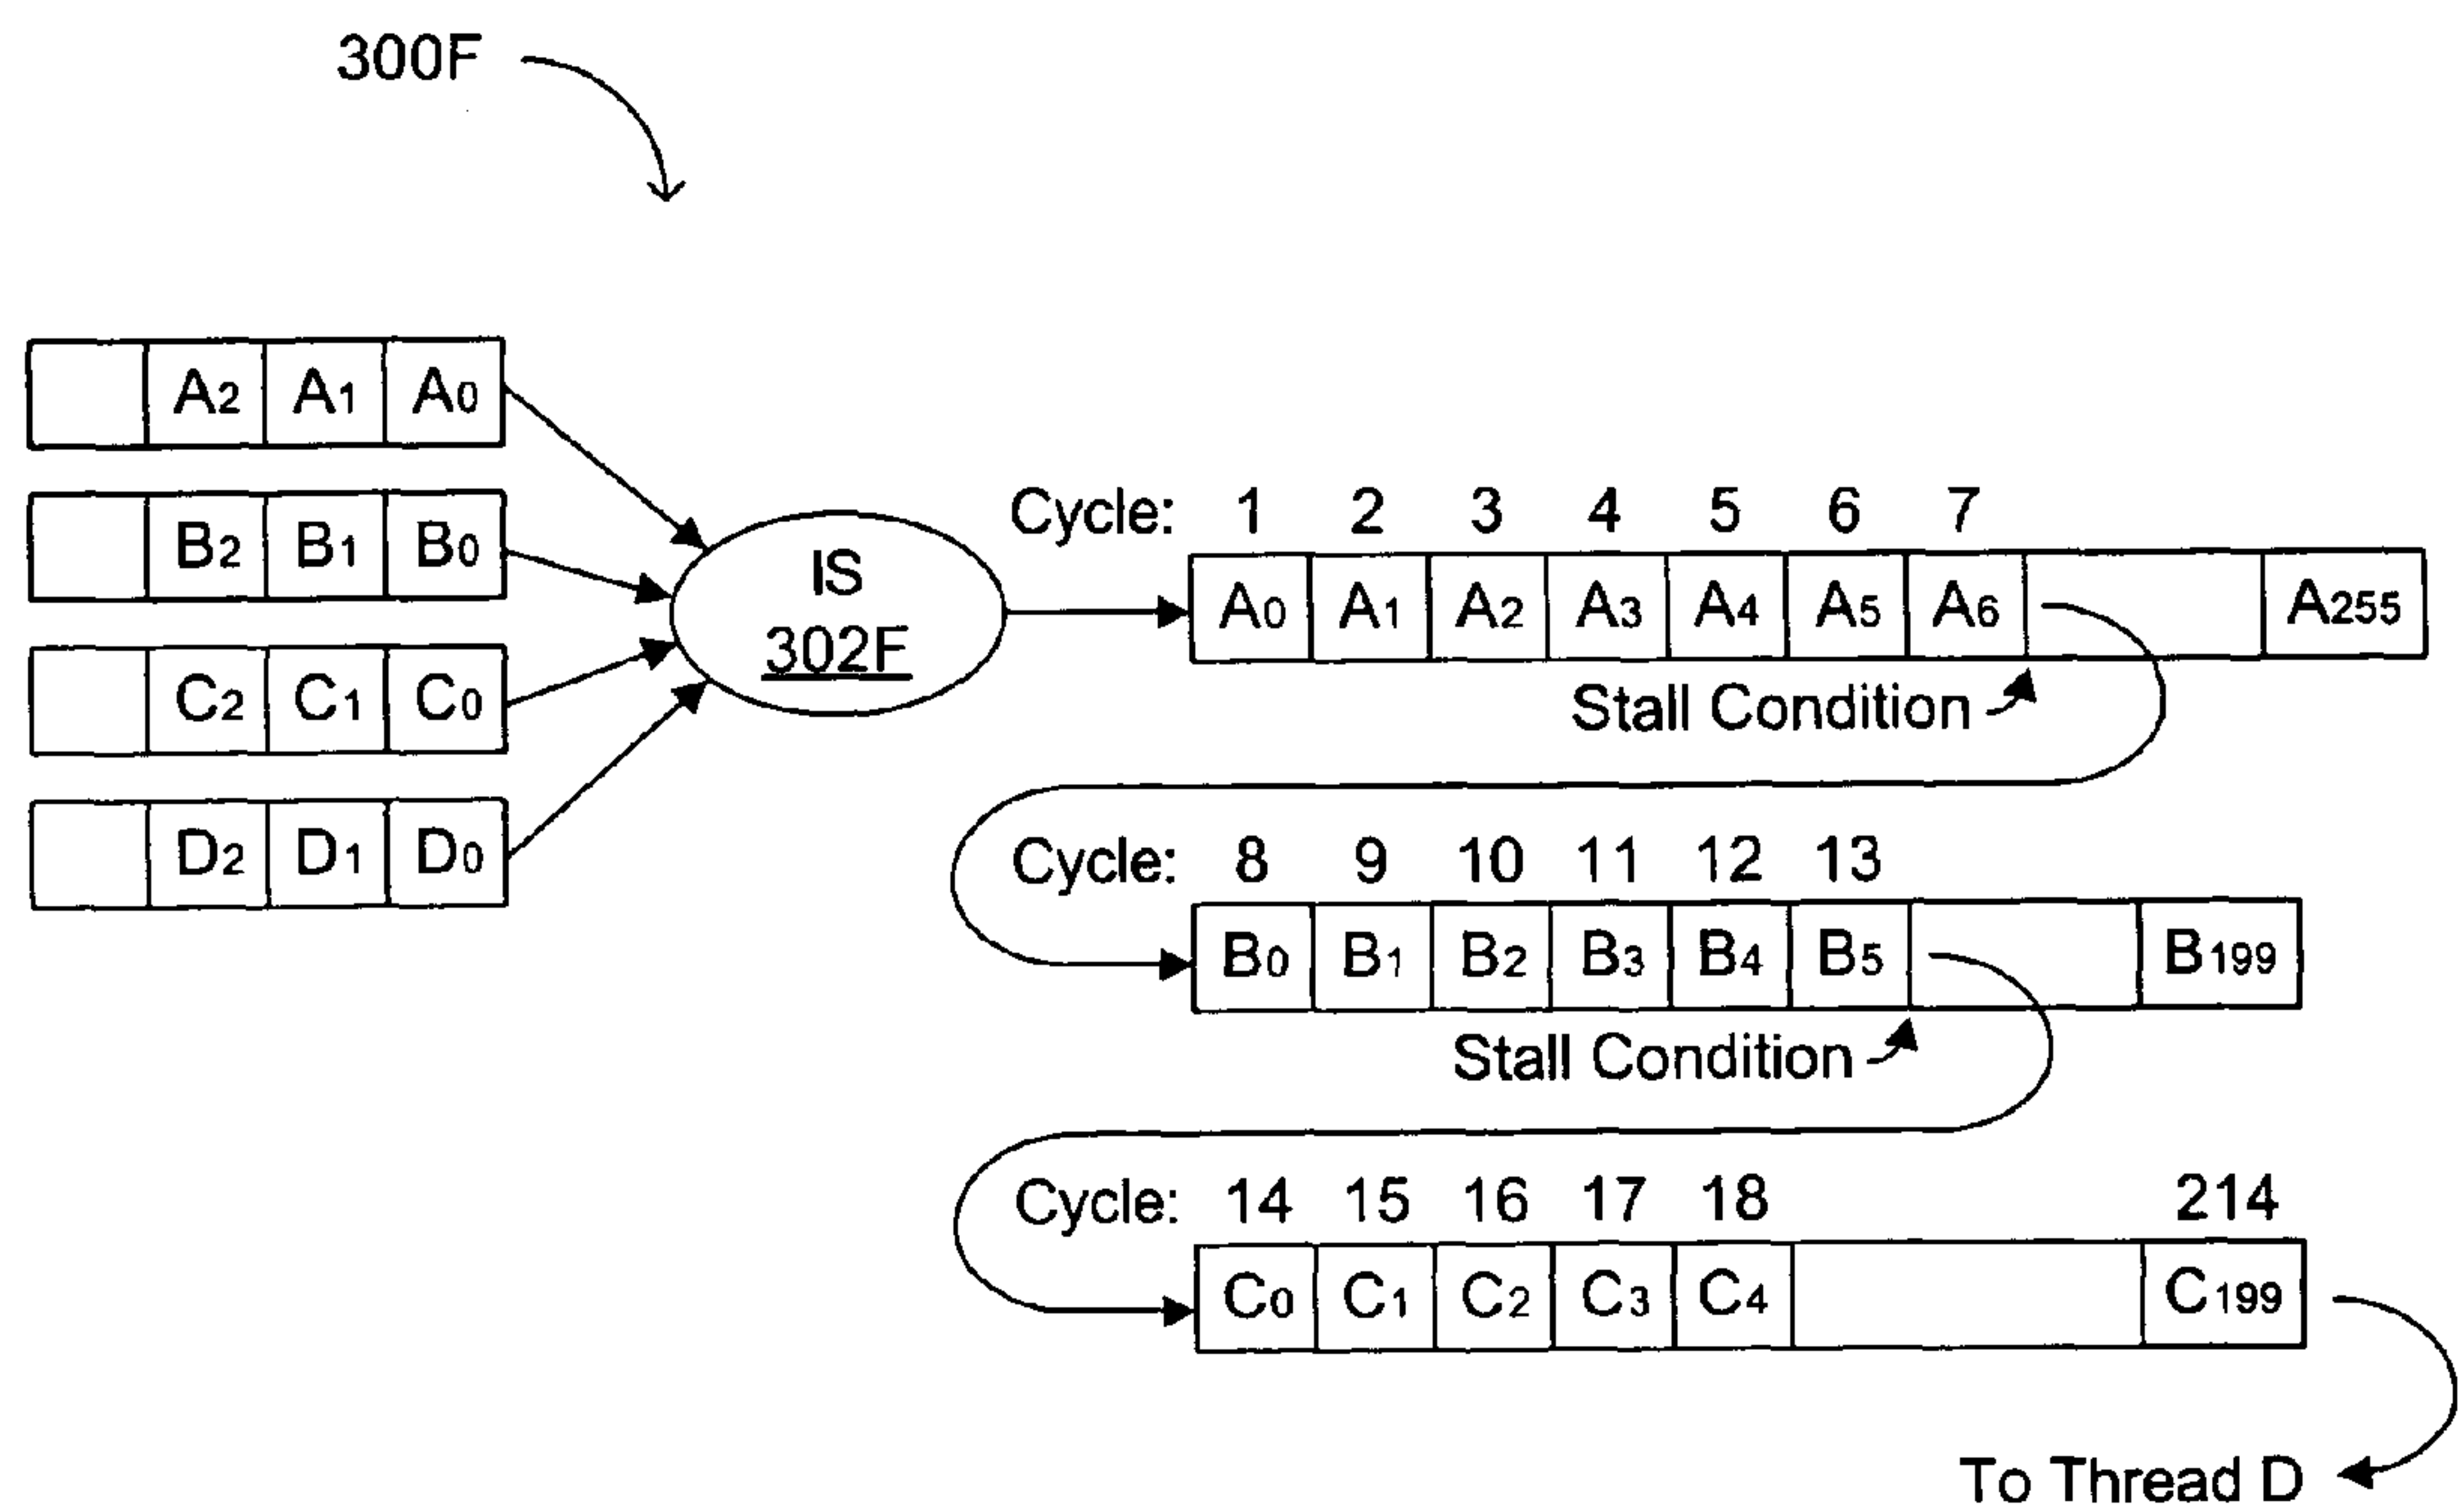 300F
A2 A1 A0
B2 B1 B0
C2 C1 C0
D2 D1 D0
IS
302F
Cycle: 1 2 3 4 5 6 7
A0 A1 A2 A3 A4 A5 A6 A255
Stall Condition
Cycle: 8 9 10 11 12 13
B0 B1 B2 B3 B4 B5 B199
Stall Condition
Cycle: 14 15 16 17 18 214
C0 C1 C2 C3 C4 C199
To Thread D